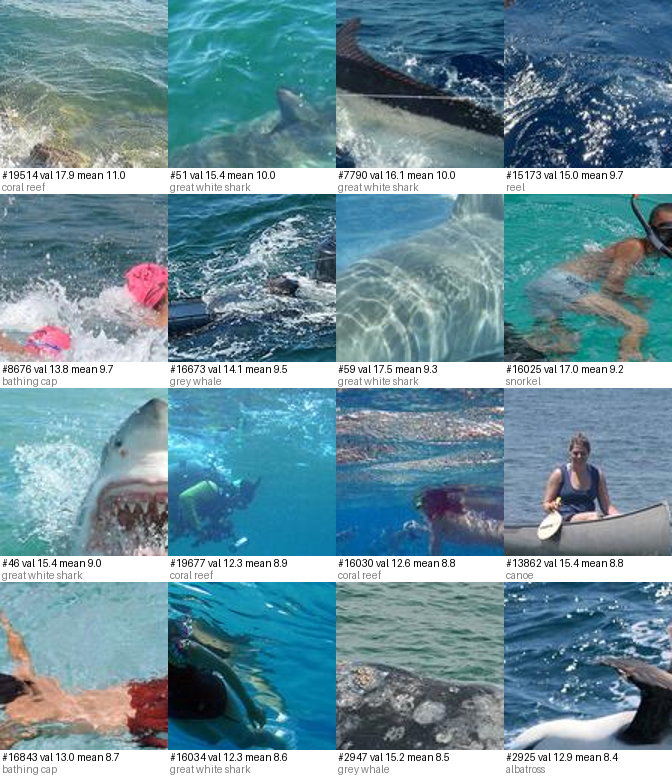 #19514 val 17.9 mean 11.0
coral reef
#51 val 15.4 mean 10.0
great white shark
#7790 val 16.1 mean 10.0
great white shark
#15173 val 15.0 mean 9.7
reel
#8676 val 13.8 mean 9.7
bathing cap
#16673 val 14.1 mean 9.5
grey whale
#59 val 17.5 mean 9.3
great white shark
#16025 val 17.0 mean 9.2
snorkel
#46 val 15.4 mean 9.0
great white shark
#19677 val 12.3 mean 8.9
coral reef
#16030 val 12.6 mean 8.8
coral reef
#13862 val 15.4 mean 8.8
canoe
#16843 val 13.0 mean 8.7
bathing cap
#16034 val 12.3 mean 8.6
great white shark
#2947 val 15.2 mean 8.5
grey whale
#2925 val 12.9 mean 8.4
albatross